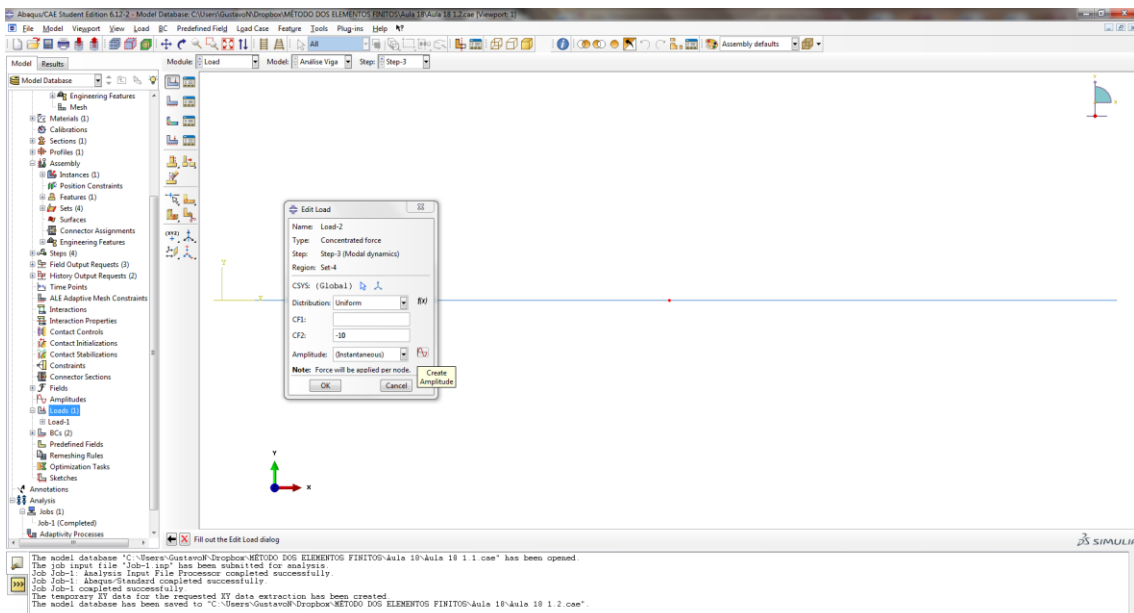 Abaqus/CAE Student Edition 6.12-2 - Model Database: C:\Users\GustavoN\Dropbox\MÉTODO DOS ELEMENTOS FINITOS\Aula 18\Aula 18 1.2.cae [Viewport: 1]
File Model Viewport View Load BC Predefined Field Load Case Feature Tools Plug-ins Help
All
Assembly defaults
Model Results
Module: Load Model: Análise Viga Step: Step-3
Model Database
Engineering Features
Mesh
Materials (1)
Calibrations
Sections (1)
Profiles (1)
Assembly
Instances (1)
Position Constraints
Features (1)
Sets (4)
Surfaces
Connector Assignments
Engineering Features
Steps (4)
Field Output Requests (3)
History Output Requests (2)
Time Points
ALE Adaptive Mesh Constraints
Interactions
Interaction Properties
Contact Controls
Contact Initializations
Contact Stabilizations
Constraints
Connector Sections
Fields
Amplitudes
Loads (1)
Load-1
BCs (2)
Predefined Fields
Remeshing Rules
Optimization Tasks
Sketches
Annotations
Analysis
Jobs (1)
Job-1 (Completed)
Adaptivity Processes
(XYZ)
Y
X
Edit Load
Name: Load-2
Type: Concentrated force
Step: Step-3 (Modal dynamics)
Region: Set-4
CSYS: (Global)
Distribution: Uniform f(x)
CF1:
CF2: -10
Amplitude: (Instantaneous)
Note: Force will be applied per node.
Create
Amplitude
OK Cancel
Y
X
Fill out the Edit Load dialog
SIMULIA
The model database "C:\Users\GustavoN\Dropbox\MÉTODO DOS ELEMENTOS FINITOS\Aula 18\Aula 18 1.1.cae" has been opened.
The job input file "Job-1.inp" has been submitted for analysis.
Job Job-1: Analysis Input File Processor completed successfully.
Job Job-1: Abaqus/Standard completed successfully.
Job Job-1 completed successfully.
The temporary XY data for the requested XY data extraction has been created.
The model database has been saved to "C:\Users\GustavoN\Dropbox\MÉTODO DOS ELEMENTOS FINITOS\Aula 18\Aula 18 1.2.cae".